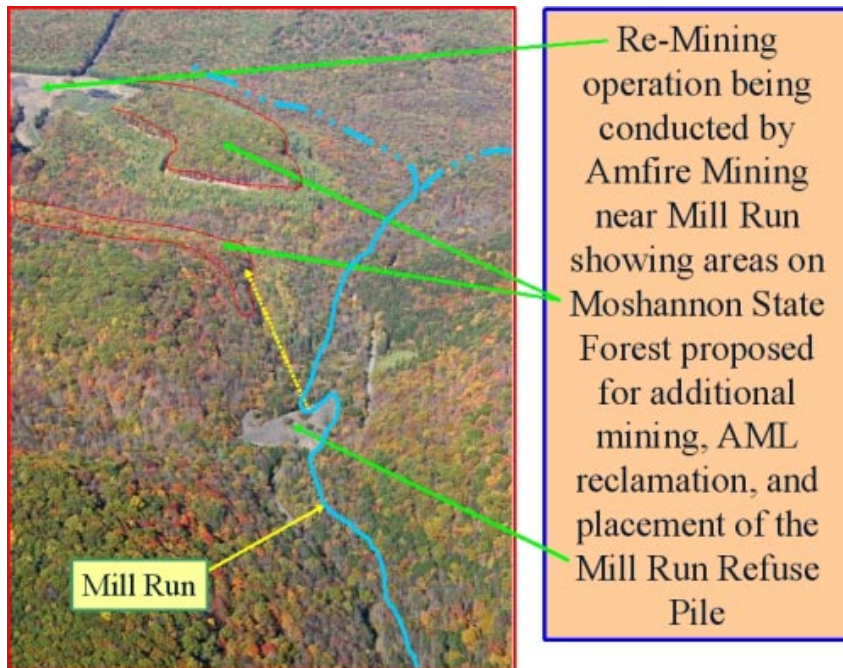 Re-Mining
operation being
conducted by
Amfire Mining
near Mill Run
showing areas on
Moshannon State
Forest proposed
for additional
mining, AML
reclamation, and
placement of the
Mill Run Refuse
Pile
Mill Run